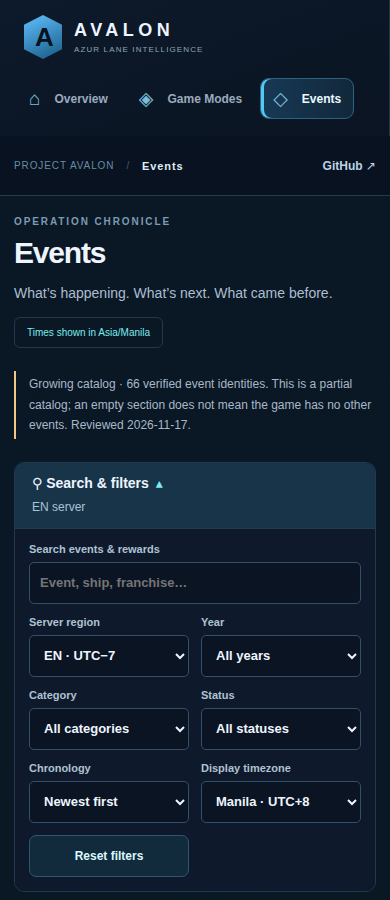 A AVALON
AZUR LANE INTELLIGENCE
Overview Game Modes Events
PROJECT AVALON / Events GitHub ↗
OPERATION CHRONICLE
Events
What's happening. What's next. What came before.
Times shown in Asia/Manila
Growing catalog · 66 verified event identities. This is a partial
catalog; an empty section does not mean the game has no other
events. Reviewed 2026-11-17.
Search & filters ▲
EN server
Search events & rewards
Event, ship, franchise…
Server region Year
EN · UTC−7 All years
Category Status
All categories All statuses
Chronology Display timezone
Newest first Manila · UTC+8
Reset filters